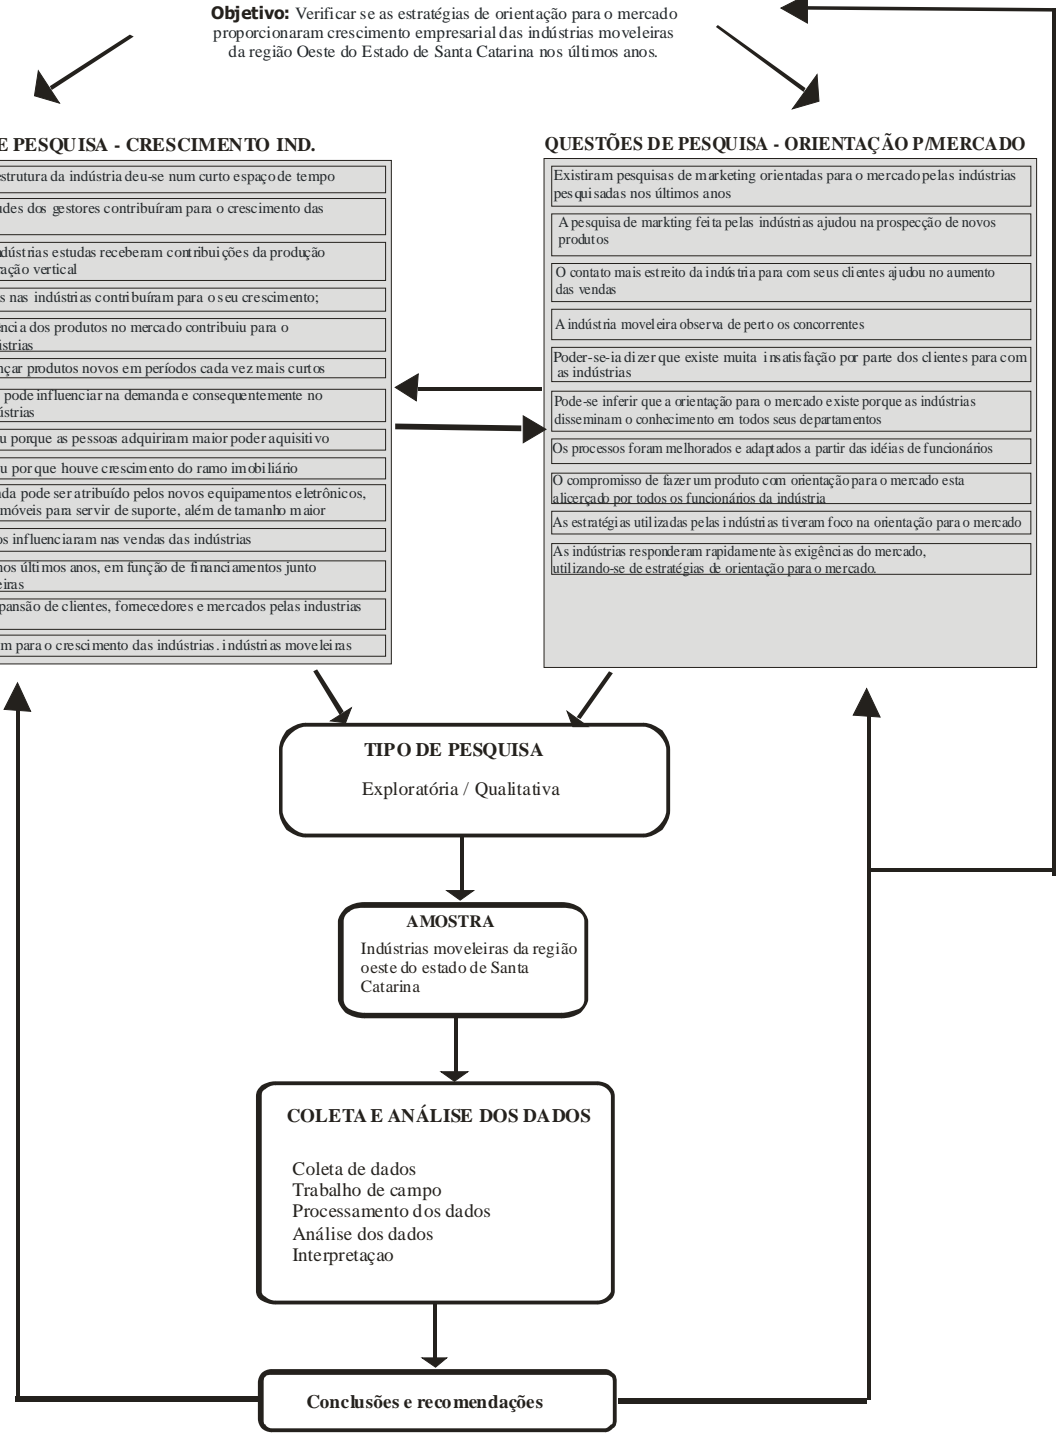 Objetivo: Verificar se as estratégias de orientação para o mercado
proporcionaram crescimento empresarial das indústrias moveleiras
da região Oeste do Estado de Santa Catarina nos últimos anos.
E PESQUISA - CRESCIMENTO IND.
estrutura da indústria deu-se num curto espaço de tempo
udes dos gestores contribuíram para o crescimento das
dústrias estudas receberam contribuições da produção
ração vertical
s nas indústrias contribuíram para o seu crescimento;
ência dos produtos no mercado contribuiu para o
ústrias
nçar produtos novos em períodos cada vez mais curtos
pode influenciar na demanda e consequentemente no
ústrias
u porque as pessoas adquiriram maior poder aquisitivo
u porque houve crescimento do ramo imobiliário
nda pode ser atribuído pelos novos equipamentos eletrônicos,
móveis para servir de suporte, além de tamanho maior
os influenciaram nas vendas das indústrias
nos últimos anos, em função de financiamentos junto
eiras
pansão de clientes, fornecedores e mercados pelas industrias
m para o crescimento das indústrias. indústrias moveleiras
QUESTÕES DE PESQUISA - ORIENTAÇÃO P/MERCADO
Existiram pesquisas de marketing orientadas para o mercado pelas indústrias
pesquisadas nos últimos anos
A pesquisa de markting feita pelas indústrias ajudou na prospecção de novos
produtos
O contato mais estreito da indústria para com seus clientes ajudou no aumento
das vendas
A indústria moveleira observa de perto os concorrentes
Poder-se-ia dizer que existe muita insatisfação por parte dos clientes para com
as indústrias
Pode-se inferir que a orientação para o mercado existe porque as indústrias
disseminam o conhecimento em todos seus departamentos
Os processos foram melhorados e adaptados a partir das idéias de funcionários
O compromisso de fazer um produto com orientação para o mercado esta
alicerçado por todos os funcionários da indústria
As estratégias utilizadas pelas indústrias tiveram foco na orientação para o mercado
As indústrias responderam rapidamente às exigências do mercado,
utilizando-se de estratégias de orientação para o mercado.
TIPO DE PESQUISA
Exploratória / Qualitativa
AMOSTRA
Indústrias moveleiras da região
oeste do estado de Santa
Catarina
COLETA E ANÁLISE DOS DADOS
Coleta de dados
Trabalho de campo
Processamento dos dados
Análise dos dados
Interpretaçao
Conclusões e recomendações